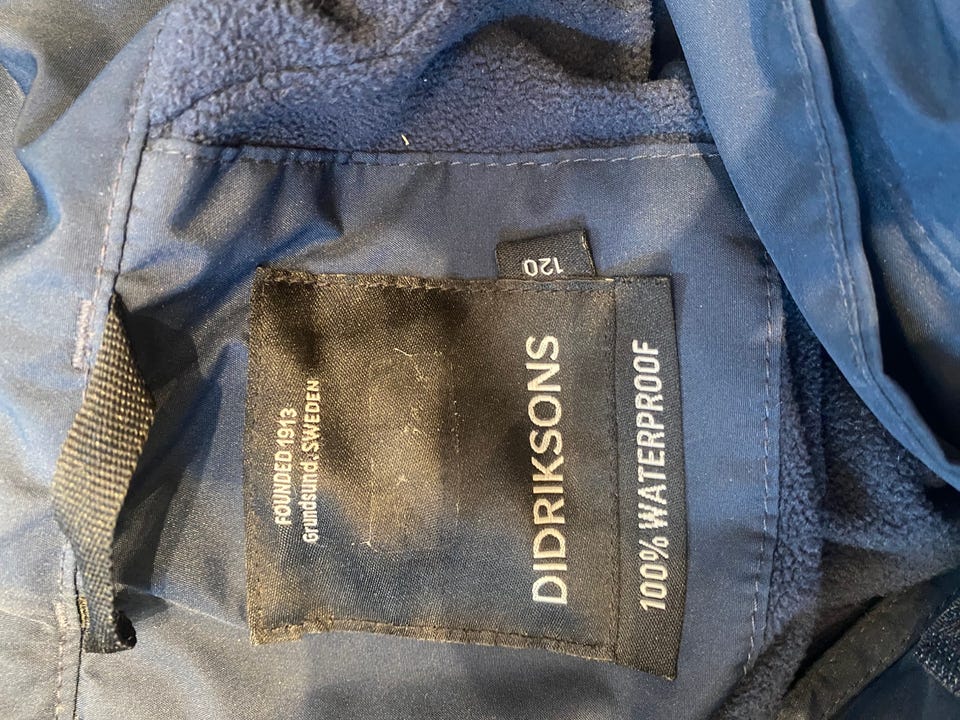 FOUNDED 1913
Grundsund. SWEDEN
DIDRIKSONS
100% WATERPROOF
120